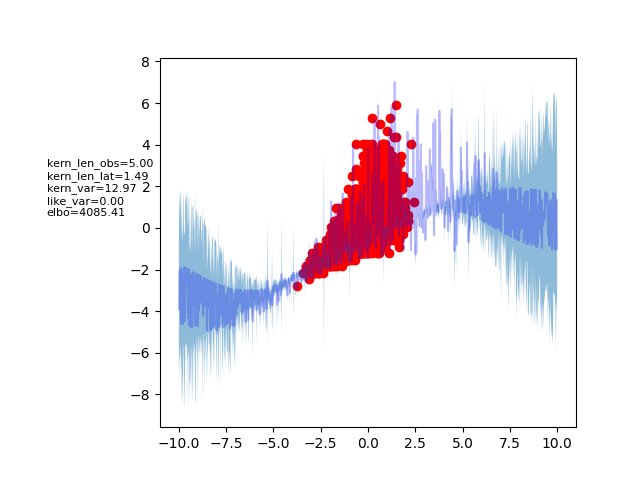 8
6
4
kern_len_obs=5.00
kern_len_lat=1.49
2
kern_var=12.97
like_var=0.00
elbo=4085.41
0
−2
−4
−6
−8
−10.0 −7.5 −5.0 −2.5 0.0 2.5 5.0 7.5 10.0